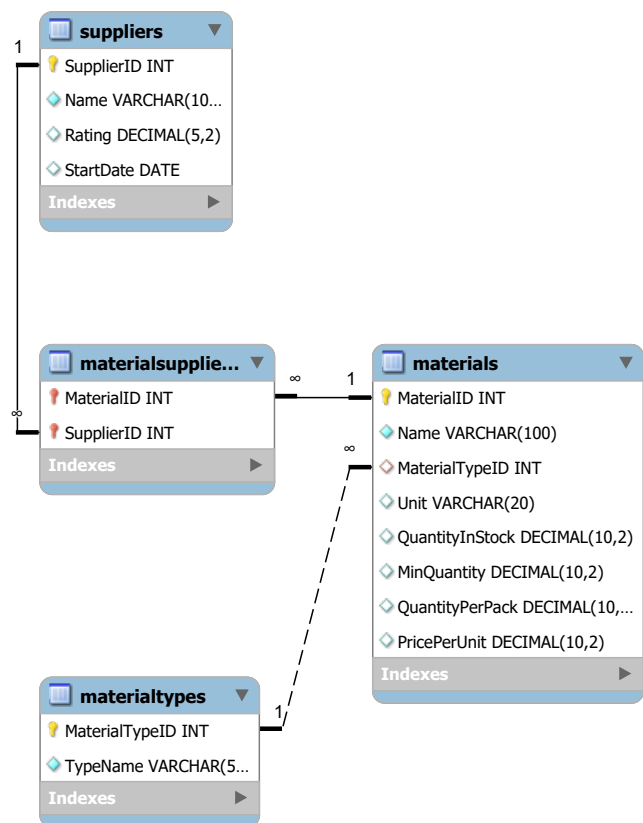 suppliers
1
SupplierID INT
Name VARCHAR(10...
Rating DECIMAL(5,2)
StartDate DATE
Indexes
materialsupplie...
∞
1
materials
MaterialID INT
∞
SupplierID INT
Indexes
MaterialID INT
Name VARCHAR(100)
∞
MaterialTypeID INT
Unit VARCHAR(20)
QuantityInStock DECIMAL(10,2)
MinQuantity DECIMAL(10,2)
QuantityPerPack DECIMAL(10,...
PricePerUnit DECIMAL(10,2)
Indexes
materialtypes
1
MaterialTypeID INT
TypeName VARCHAR(5...
Indexes